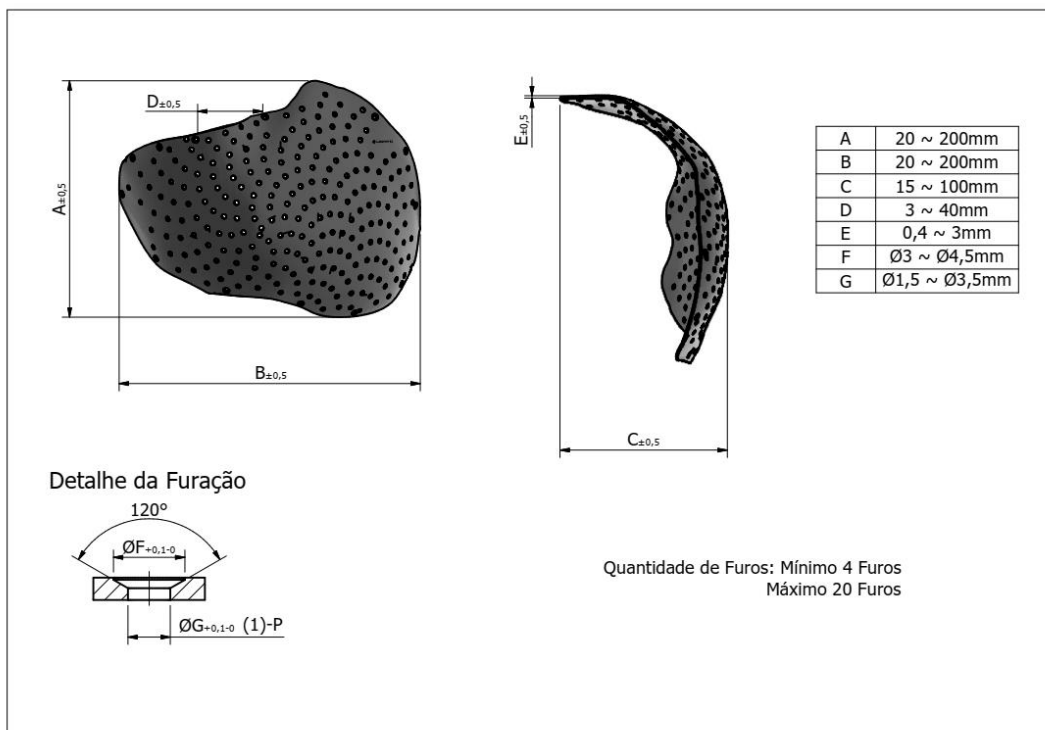 D±0,5
A±0,5
B±0,5
E±0,5
C±0,5
A 20 ~ 200mm
B 20 ~ 200mm
C 15 ~ 100mm
D 3 ~ 40mm
E 0,4 ~ 3mm
F Ø3 ~ Ø4,5mm
G Ø1,5 ~ Ø3,5mm
Detalhe da Furação
120°
ØF+0,1-0
ØG+0,1-0 (1)-P
Quantidade de Furos: Mínimo 4 Furos
Máximo 20 Furos